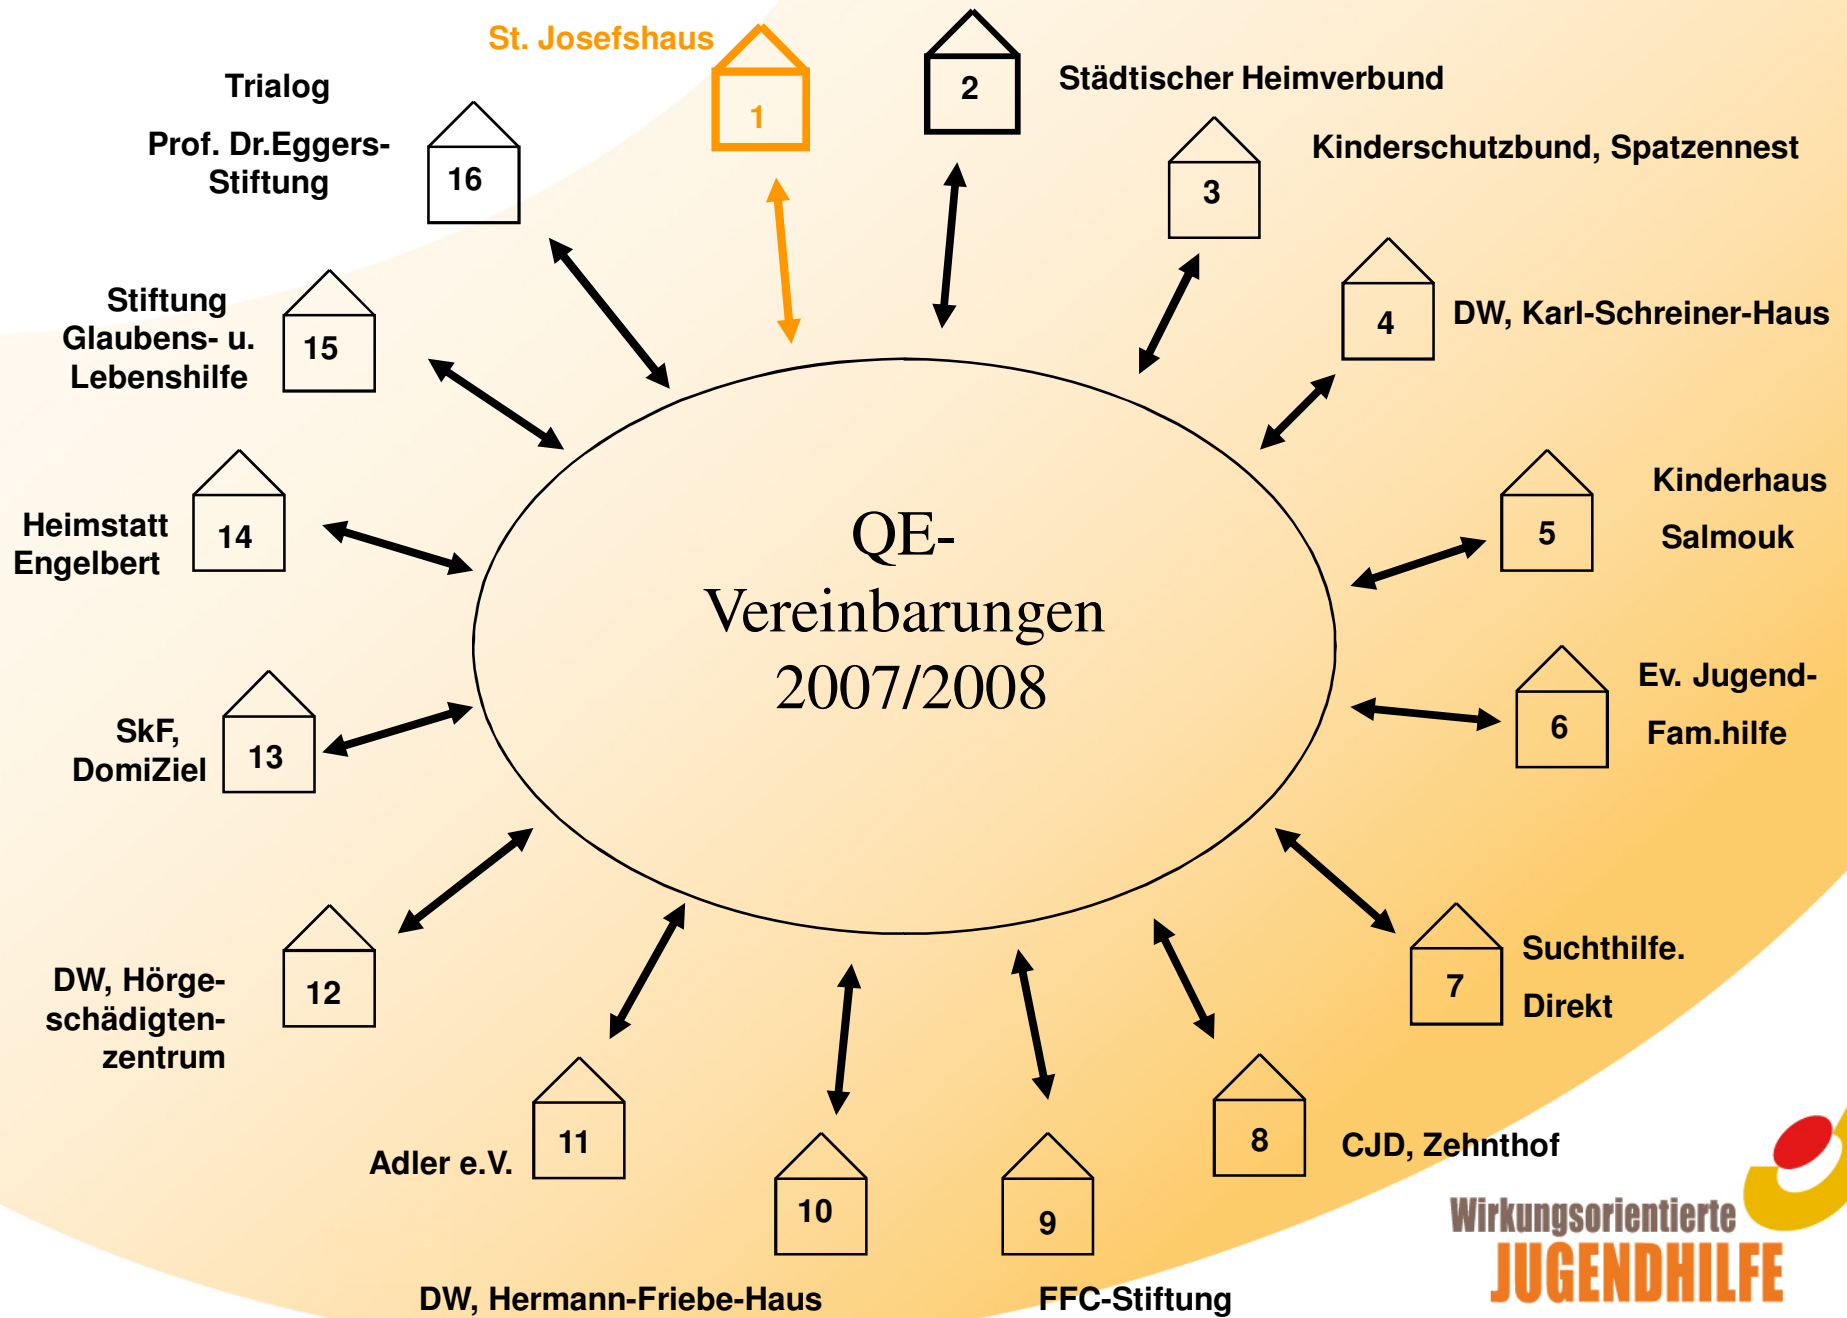 St. Josefshaus
1
2
Städtischer Heimverbund
3
Kinderschutzbund, Spatzennest
4
DW, Karl-Schreiner-Haus
5
Kinderhaus
Salmouk
6
Ev. Jugend-
Fam.hilfe
7
Suchthilfe.
Direkt
8
CJD, Zehnthof
9
FFC-Stiftung
10
DW, Hermann-Friebe-Haus
11
Adler e.V.
12
DW, Hörge-
schädigten-
zentrum
13
SkF,
DomiZiel
14
Heimstatt
Engelbert
15
Stiftung
Glaubens- u.
Lebenshilfe
16
Trialog
Prof. Dr.Eggers-
Stiftung
QE-
Vereinbarungen
2007/2008
Wirkungsorientierte
JUGENDHILFE